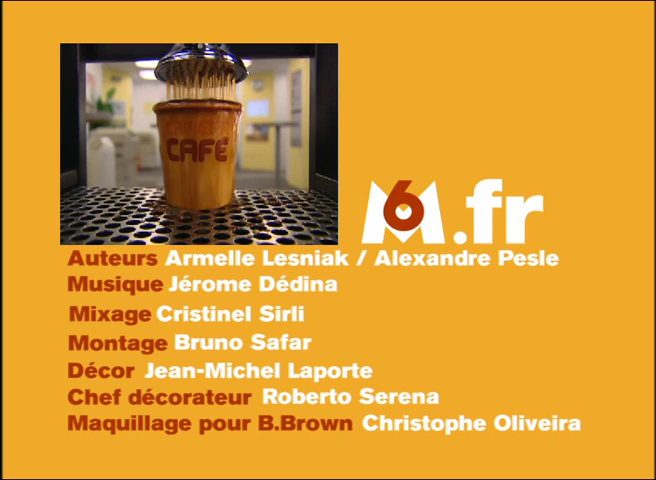 CAFÉ
M6.fr
Auteurs Armelle Lesniak / Alexandre Pesle
Musique Jérome Dédina
Mixage Cristinel Sirli
Montage Bruno Safar
Décor Jean-Michel Laporte
Chef décorateur Roberto Serena
Maquillage pour B.Brown Christophe Oliveira